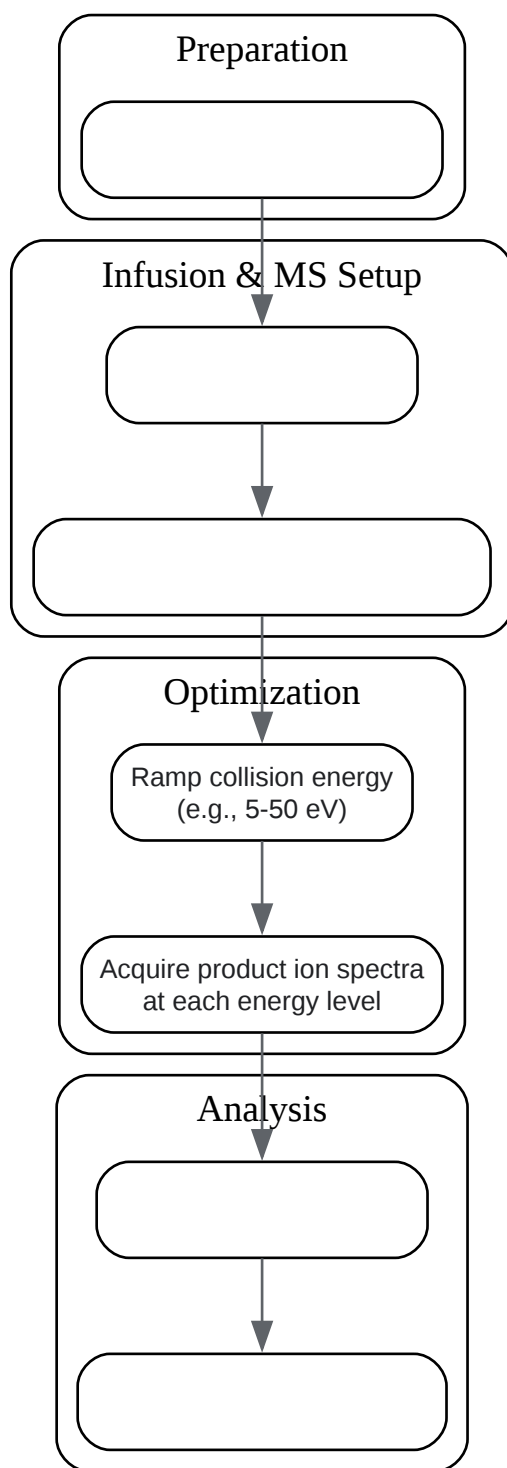 Preparation
Infusion & MS Setup
Optimization
Ramp collision energy
(e.g., 5-50 eV)
Acquire product ion spectra
at each energy level
Analysis